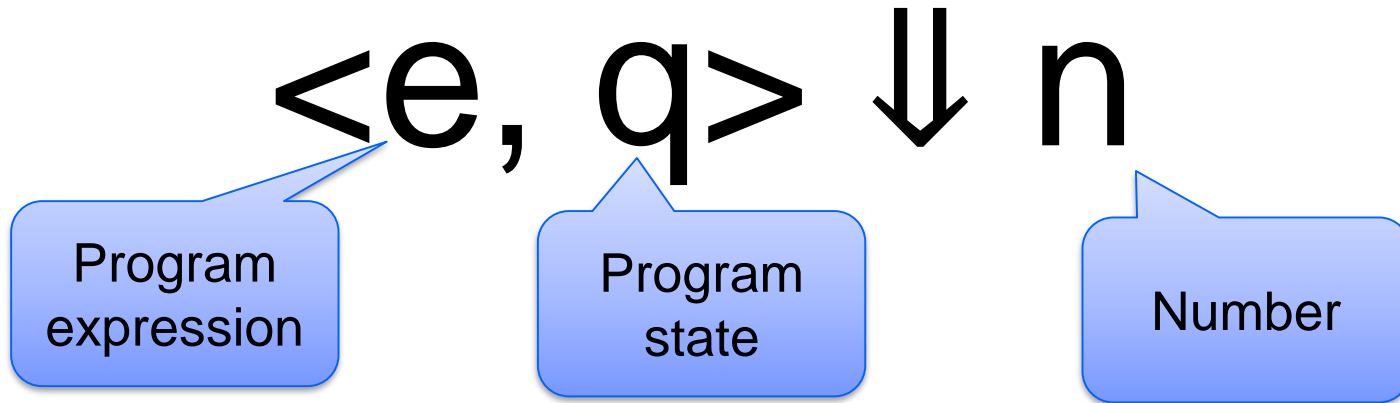 <e, q> ⇓ n
Program
expression
Program
state
Number